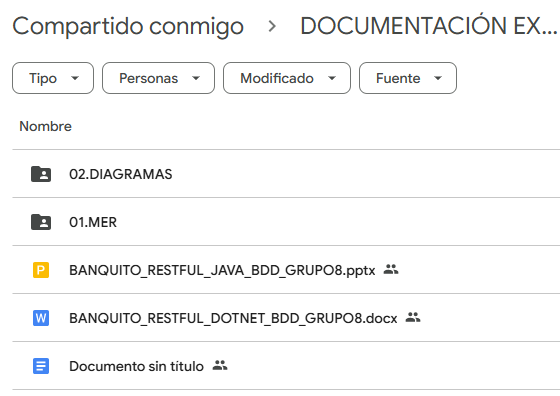 Compartido conmigo > DOCUMENTACIÓN EX...
Tipo Personas Modificado Fuente
Nombre
02.DIAGRAMAS
01.MER
P BANQUITO_RESTFUL_JAVA_BDD_GRUPO8.pptx
W BANQUITO_RESTFUL_DOTNET_BDD_GRUPO8.docx
Documento sin título